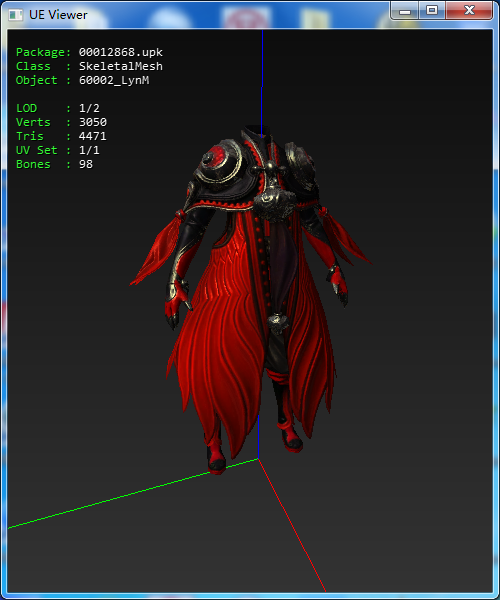 UE Viewer
Package: 00012868.upk
Class : SkeletalMesh
Object : 60002_LynM
LOD : 1/2
Verts : 3050
Tris : 4471
UV Set : 1/1
Bones : 98